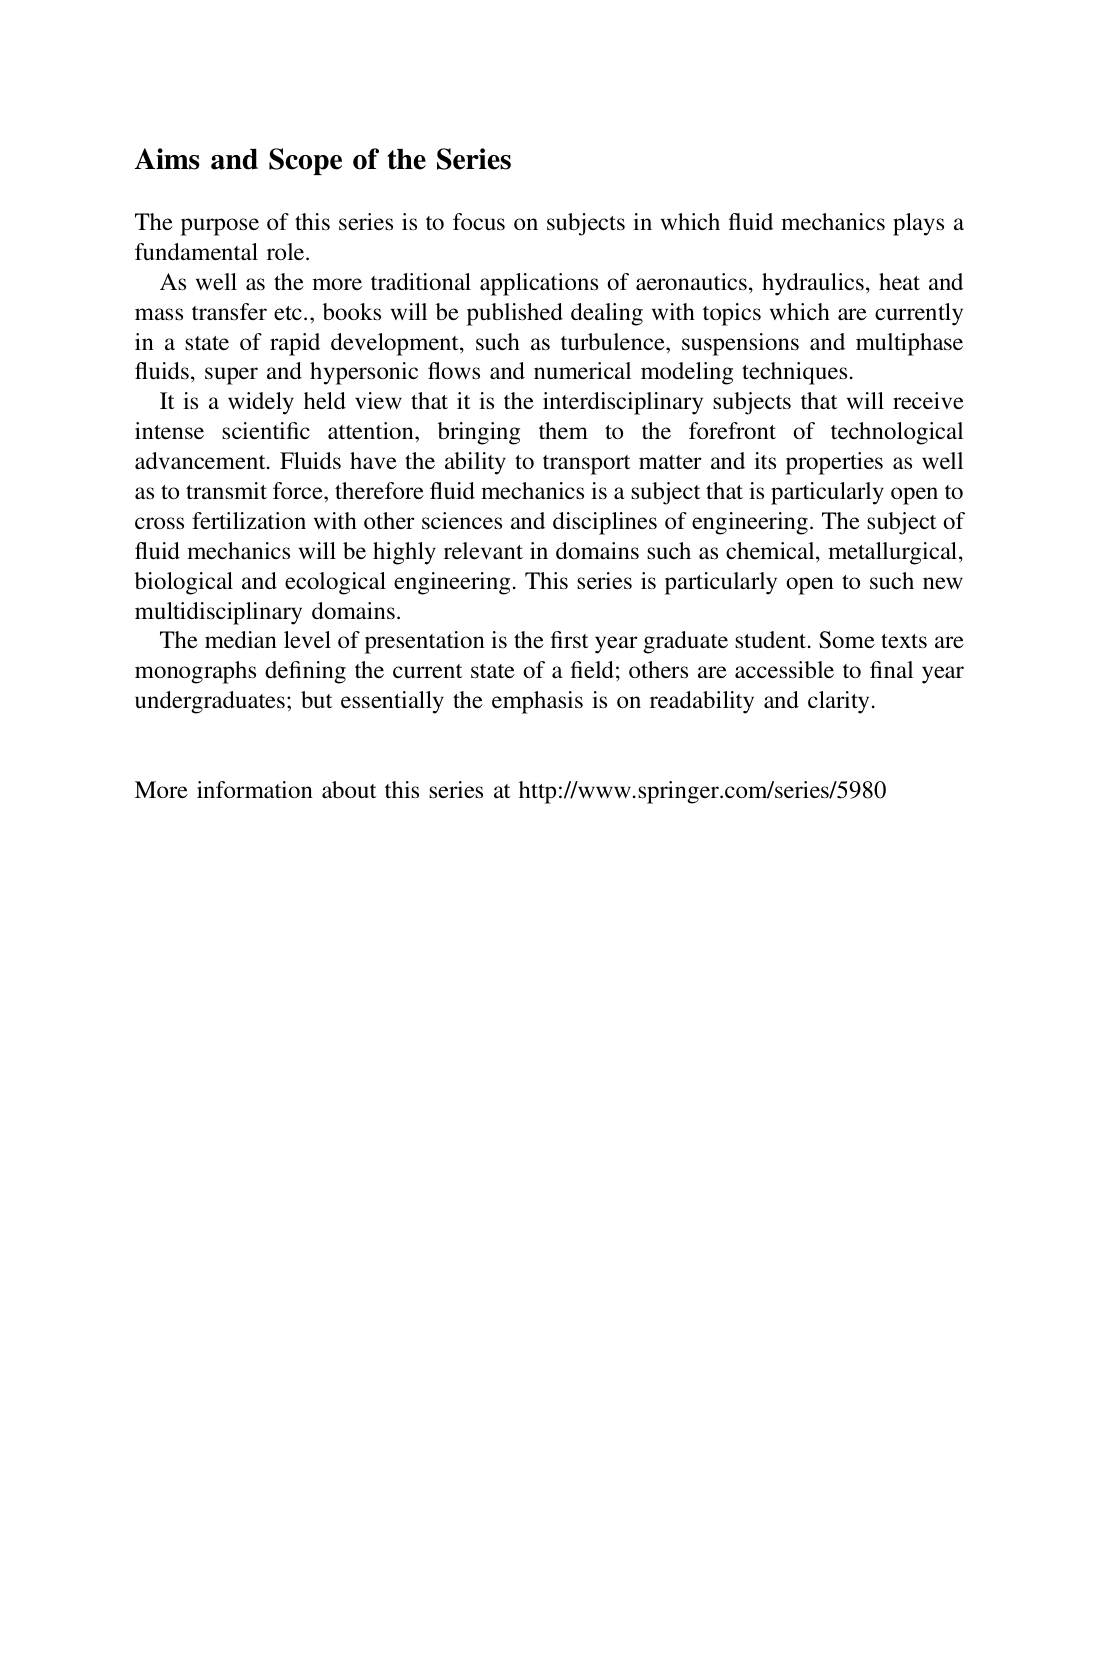 Aims and Scope of the Series
The purpose of this series is to focus on subjects in which fluid mechanics plays a
fundamental role.
As well as the more traditional applications of aeronautics, hydraulics, heat and
mass transfer etc., books will be published dealing with topics which are currently
in a state of rapid development, such as turbulence, suspensions and multiphase
fluids, super and hypersonic flows and numerical modeling techniques.
It is a widely held view that it is the interdisciplinary subjects that will receive
intense scientific attention, bringing them to the forefront of technological
advancement. Fluids have the ability to transport matter and its properties as well
as to transmit force, therefore fluid mechanics is a subject that is particularly open to
cross fertilization with other sciences and disciplines of engineering. The subject of
fluid mechanics will be highly relevant in domains such as chemical, metallurgical,
biological and ecological engineering. This series is particularly open to such new
multidisciplinary domains.
The median level of presentation is the first year graduate student. Some texts are
monographs defining the current state of a field; others are accessible to final year
undergraduates; but essentially the emphasis is on readability and clarity.
More information about this series at http://www.springer.com/series/5980